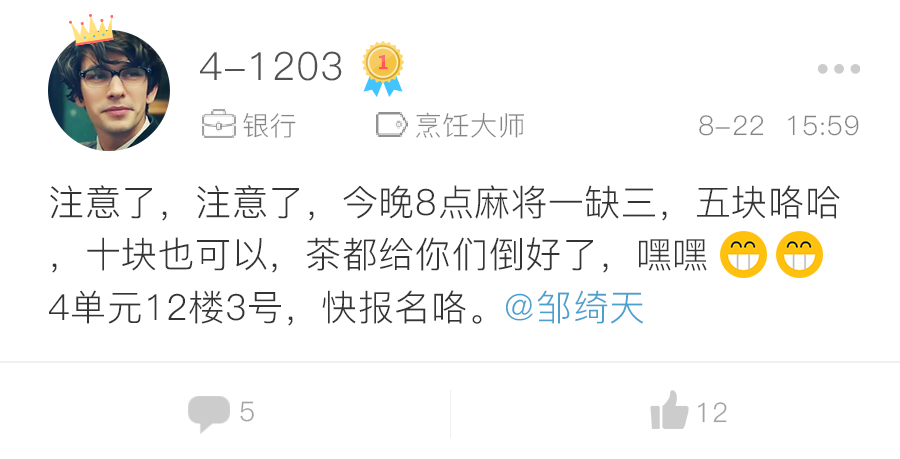 4-1203 1
银行 烹饪大师 8-22 15:59
注意了，注意了，今晚8点麻将一缺三，五块咯哈
，十块也可以，茶都给你们倒好了，嘿嘿😁😁
4单元12楼3号，快报名咯。@邹绮天
5 12